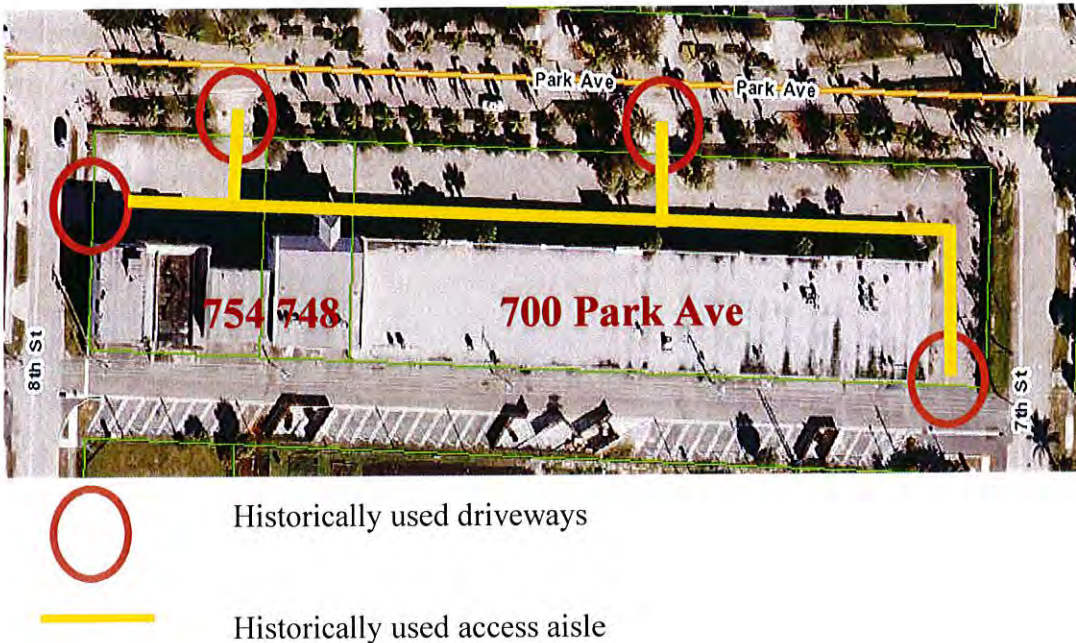 Park Ave
Park Ave
8th St
754 748
700 Park Ave
7th St
Historically used driveways
Historically used access aisle